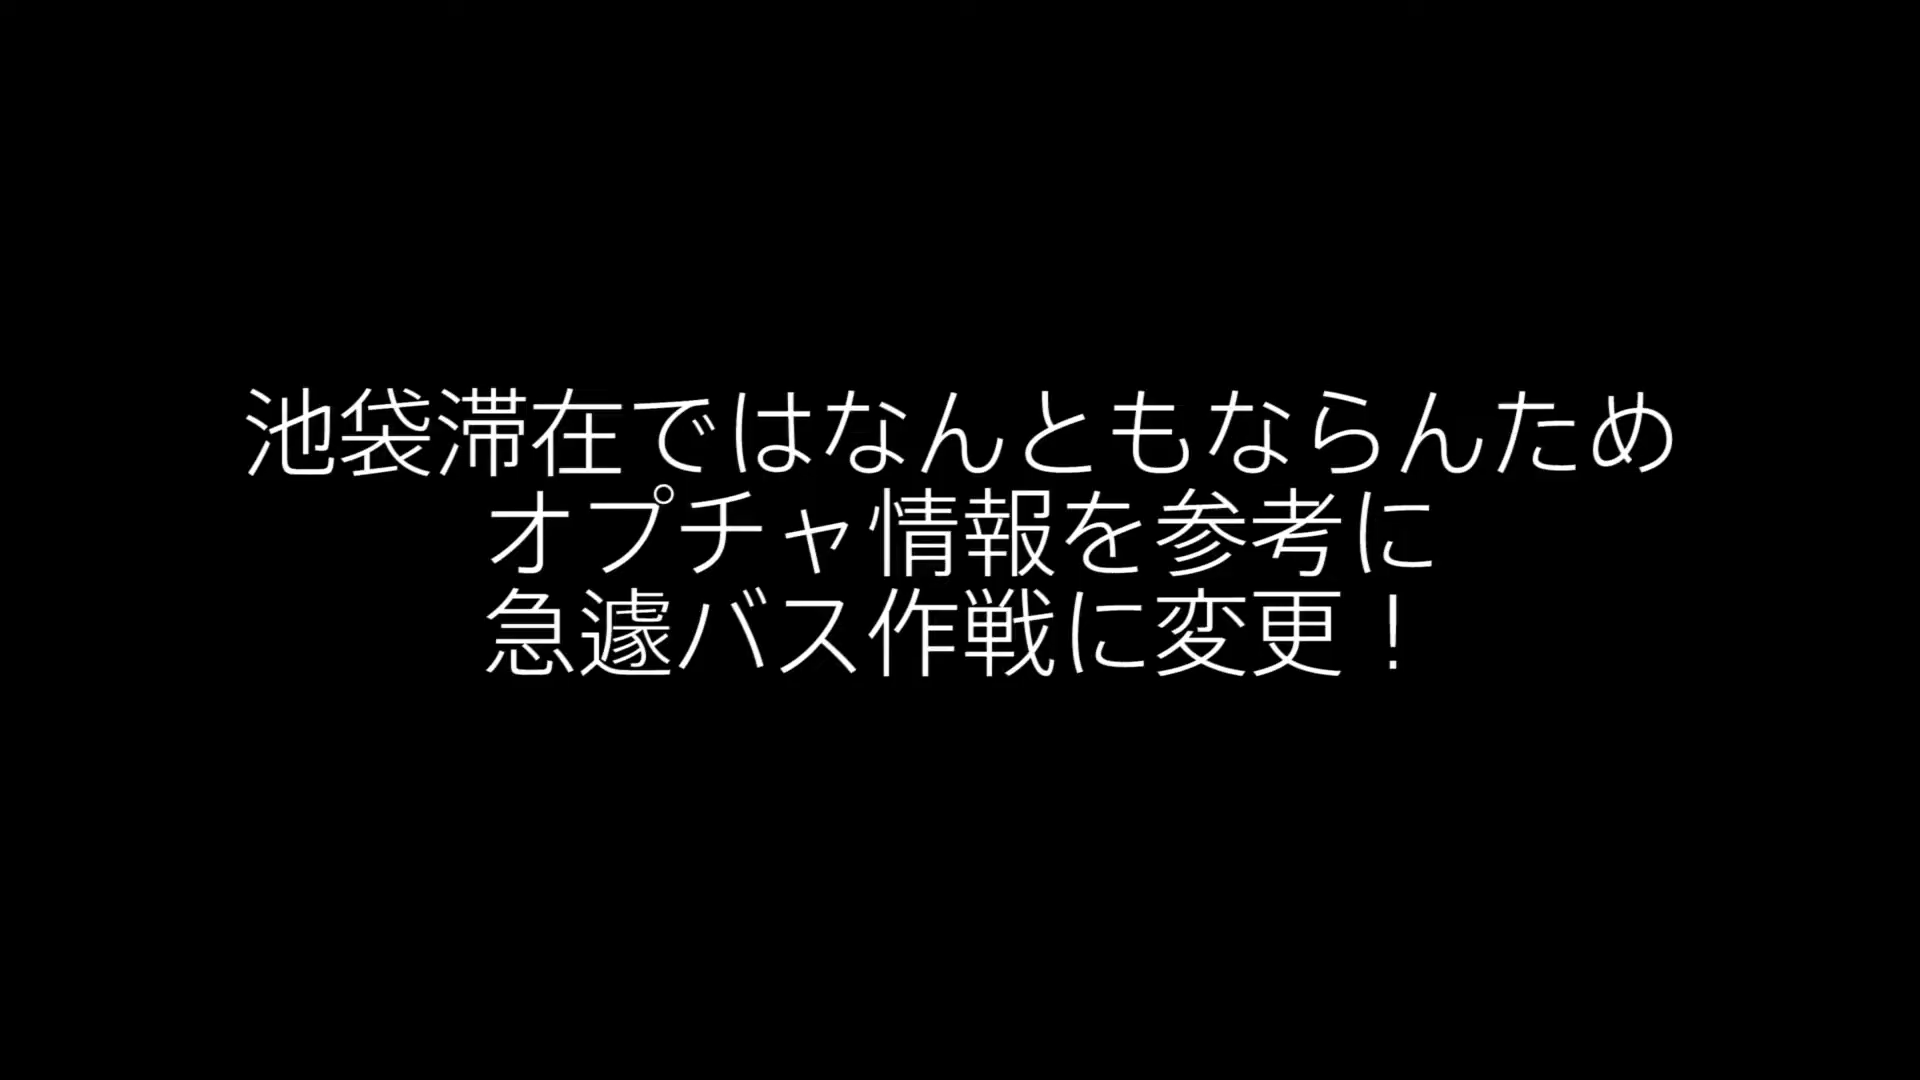 池袋滞在ではなんともならんため
オプチャ情報を参考に
急遽バス作戦に変更！